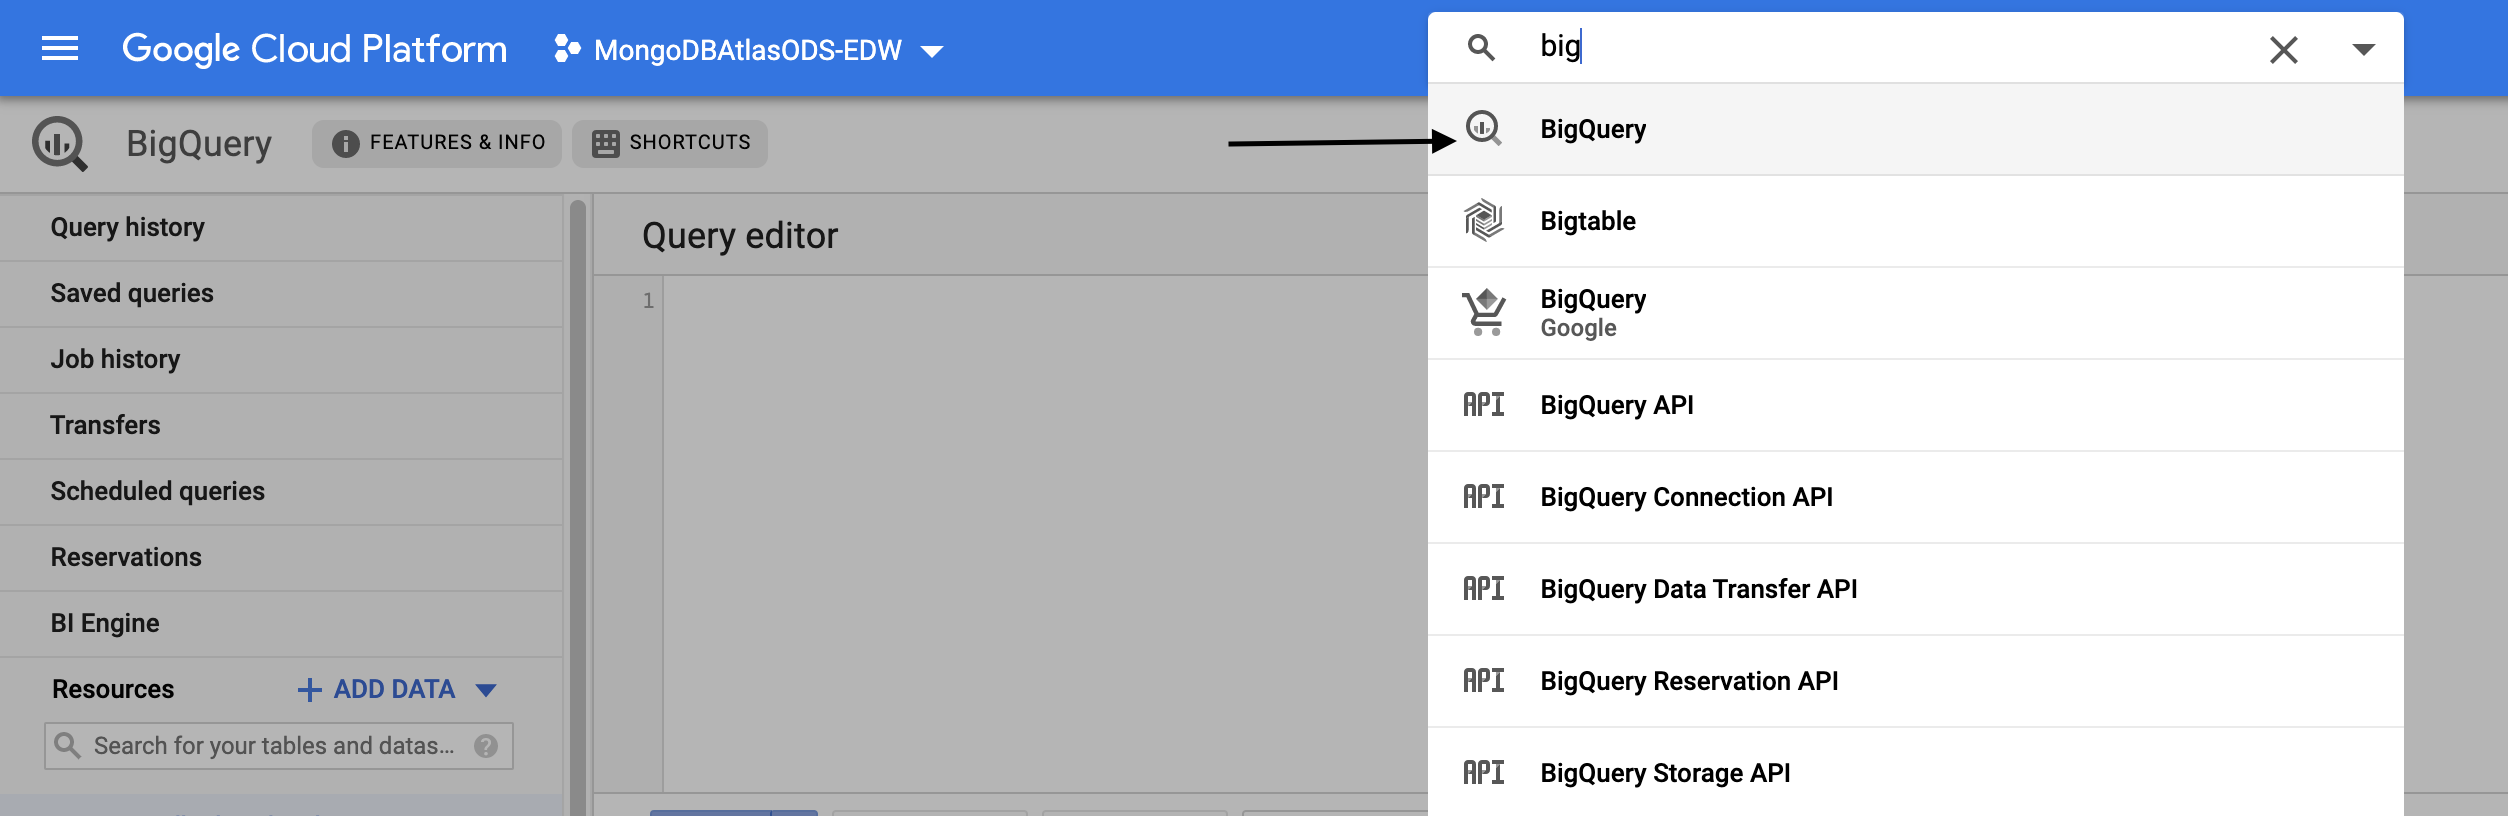 Google Cloud Platform
MongoDBAtlasODS-EDW
big
BigQuery
FEATURES & INFO
SHORTCUTS
Query history
Saved queries
Job history
Transfers
Scheduled queries
Reservations
BI Engine
Resources
ADD DATA
Search for your tables and datas...
?
Query editor
1
BigQuery
Bigtable
BigQuery
Google
API BigQuery API
API BigQuery Connection API
API BigQuery Data Transfer API
API BigQuery Reservation API
API BigQuery Storage API